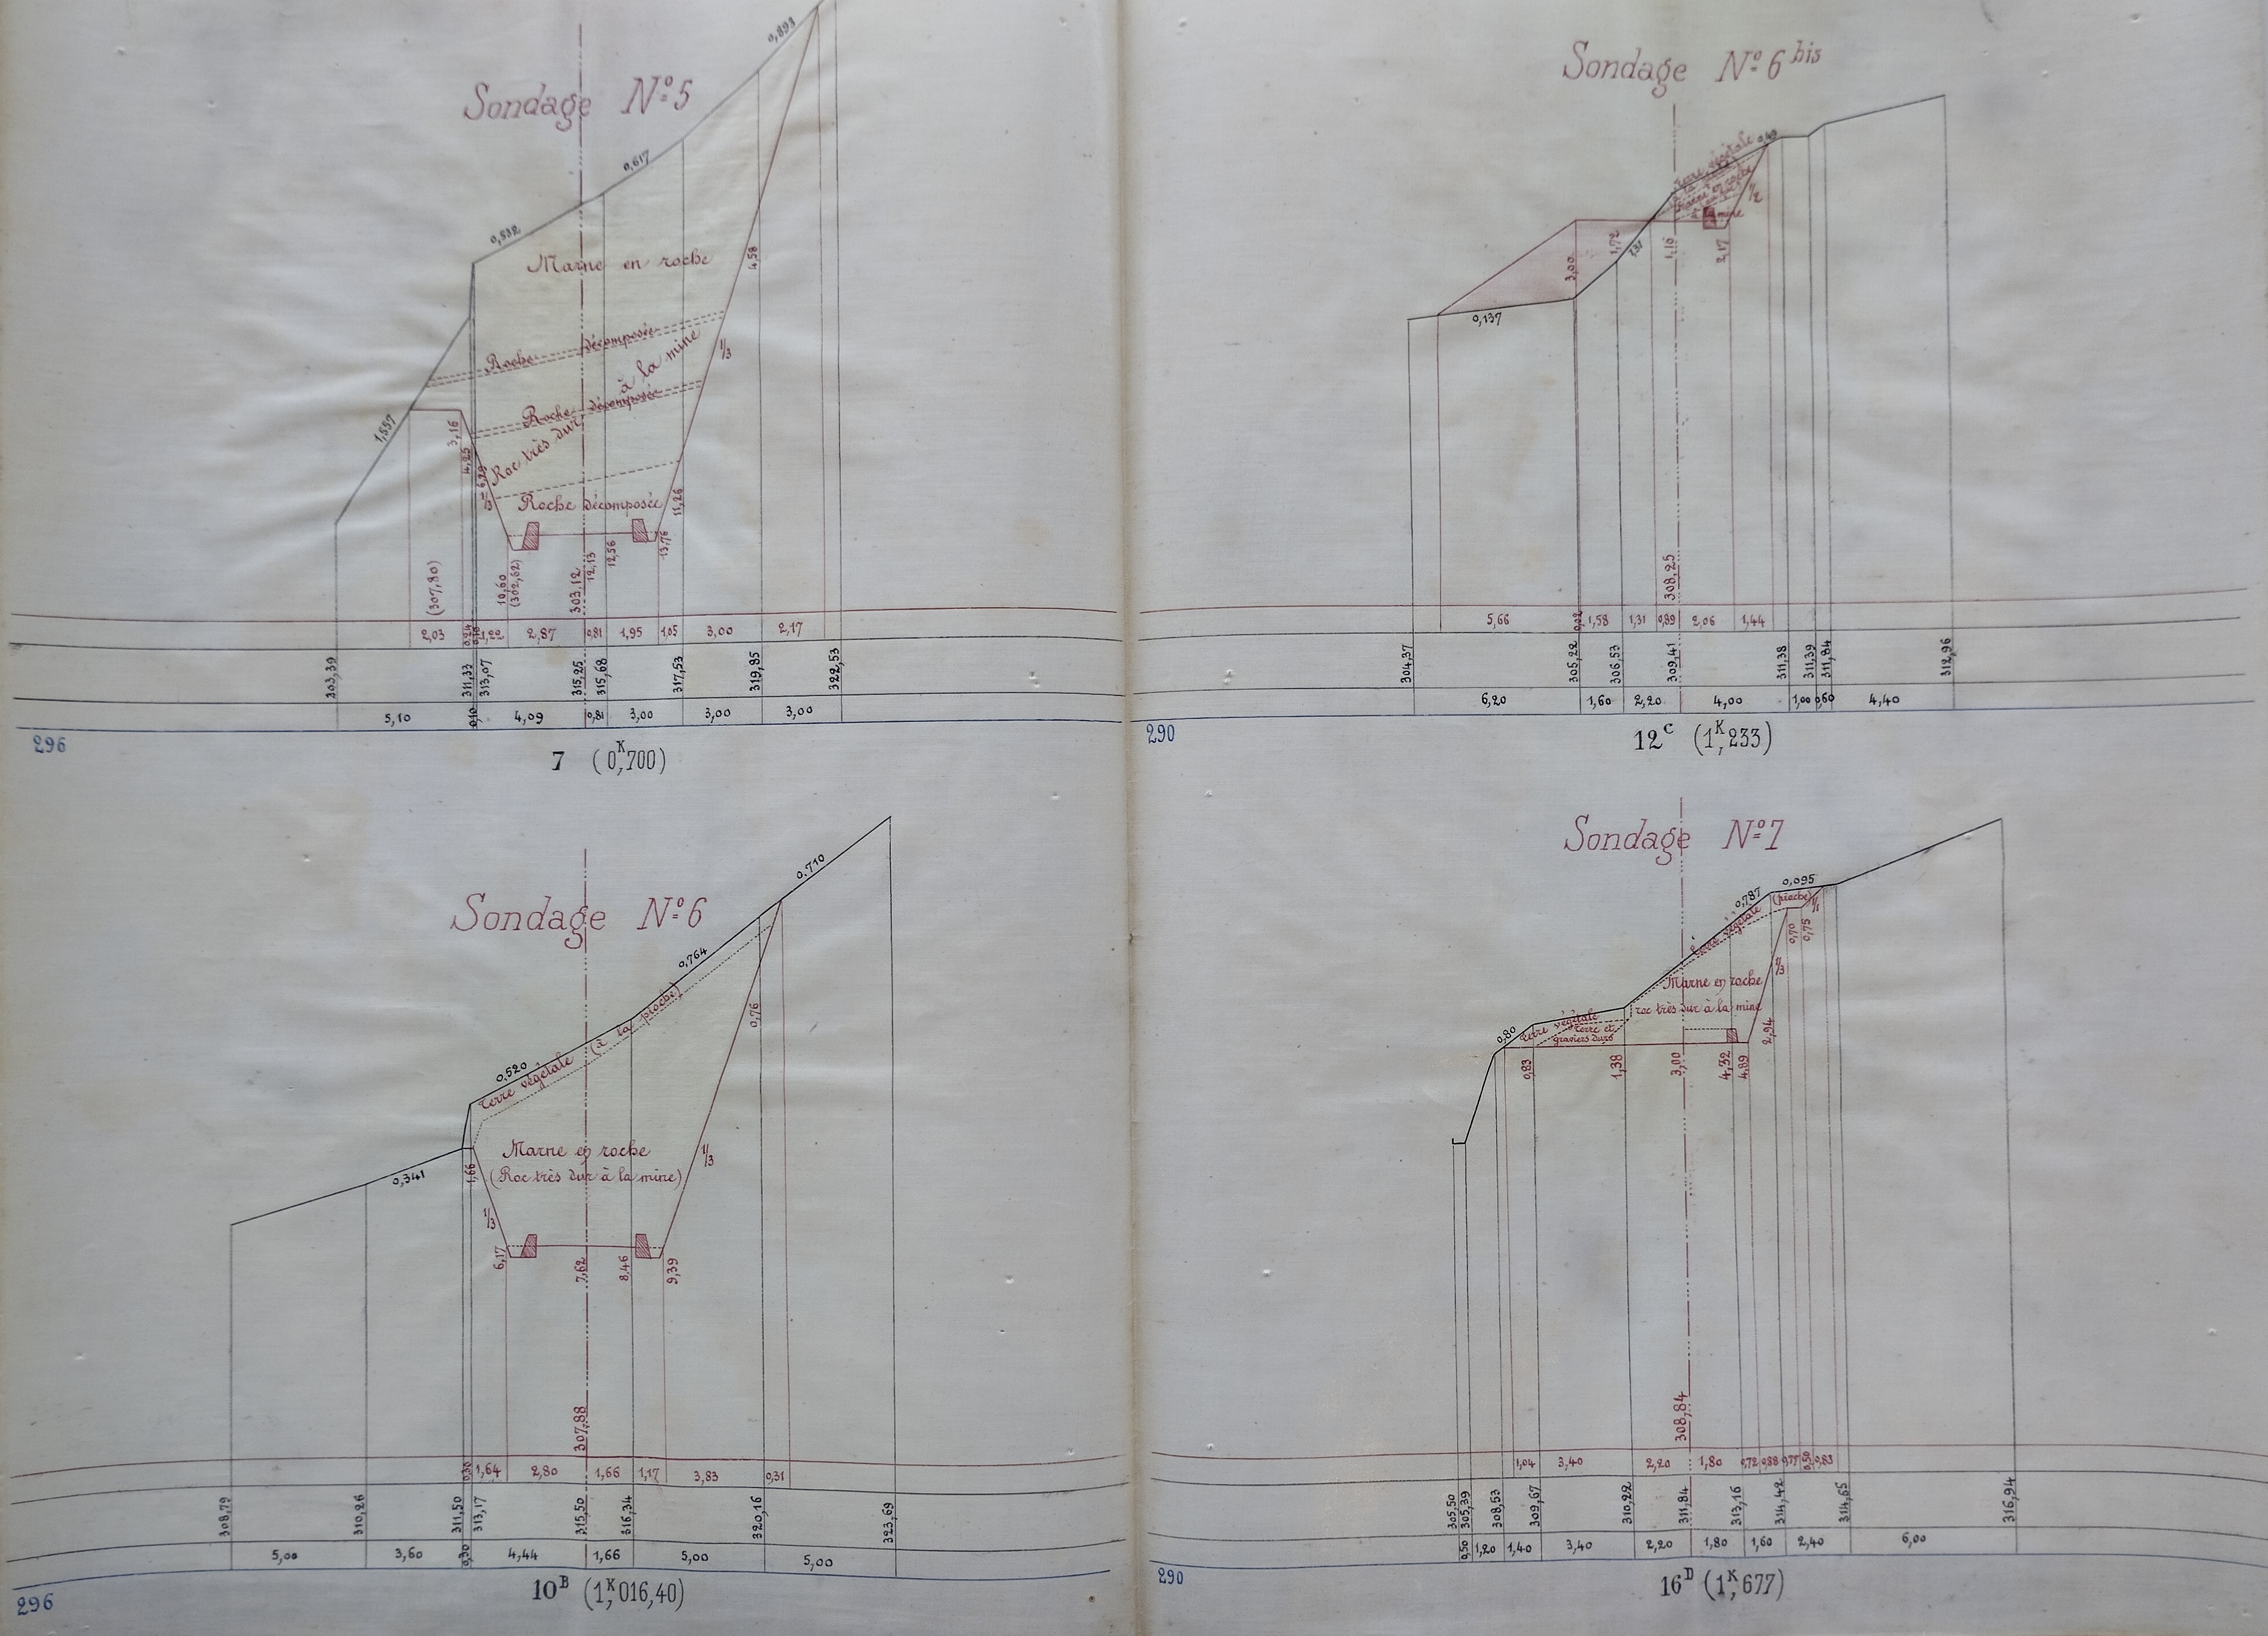 Sondage Nº 5
0,893
0,617
0,532
1,557
Marne en roche
4,58
Roche décomposée
1/3
Roche décomposée
Roc très dur à la mine
3,16
4,25
6,29
1/3
Roche décomposée
11,26
13,76
12,56
12,13
303,12
10,60
(302,62)
(307,80)
2,03 0,24 1,22 2,87 0,81 1,95 1,05 3,00 2,17
303,39 311,33 313,07 315,25 315,68 317,53 319,85 322,53
5,10 0,10 4,09 0,81 3,00 3,00 3,00
296
7 (0K,700)
Sondage Nº 6 bis
0,40
Terre végétale
Marne en roche
à la mine
1/2
3,00
1,72
1,31
1,16
2,17
0,137
308,25
5,66 0,22 1,58 1,31 0,89 2,06 1,44
304,37 305,22 306,53 309,41 311,38 311,39 311,84 312,96
6,20 1,60 2,20 4,00 1,00 0,60 4,40
290
12C (1K,233)
Sondage Nº 6
0,710
0,764
0,520
0,341
Terre végétale (à la pioche)
0,76
Marne en roche
(Roc très dur à la mine)
1,66
1/3
1/3
6,17
7,62
8,46
9,39
307,88
0,30 1,64 2,80 1,66 1,17 3,83 0,31
308,79 310,26 311,50 313,17 315,50 316,34 320,16 323,69
5,00 3,60 0,30 4,44 1,66 5,00 5,00
296
10B (1K,016,40)
Sondage Nº 7
0,095
0,787
(pioche)
1/1
Terre végétale
0,70
0,75
1/3
Marne en roche
roc très dur à la mine
0,80
Terre végétale
Terre et
graviers durs
2,94
0,83
1,38
3,00
4,32
4,89
308,84
1,04 3,40 2,20 1,80 0,72 0,88 0,77 0,50 0,83
305,50 305,39 308,53 309,67 310,22 311,84 313,16 314,42 314,65 316,94
0,50 1,20 1,40 3,40 2,20 1,80 1,60 2,40 6,00
290
16D (1K,677)